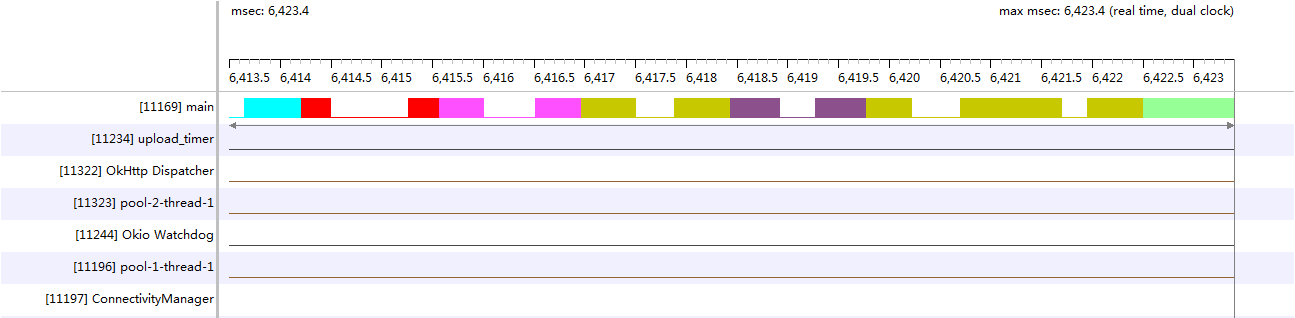 msec: 6,423.4 max msec: 6,423.4 (real time, dual clock)
6,413.5 6,414 6,414.5 6,415 6,415.5 6,416 6,416.5 6,417 6,417.5 6,418 6,418.5 6,419 6,419.5 6,420 6,420.5 6,421 6,421.5 6,422 6,422.5 6,423
[11169] main
[11234] upload_timer
[11322] OkHttp Dispatcher
[11323] pool-2-thread-1
[11244] Okio Watchdog
[11196] pool-1-thread-1
[11197] ConnectivityManager